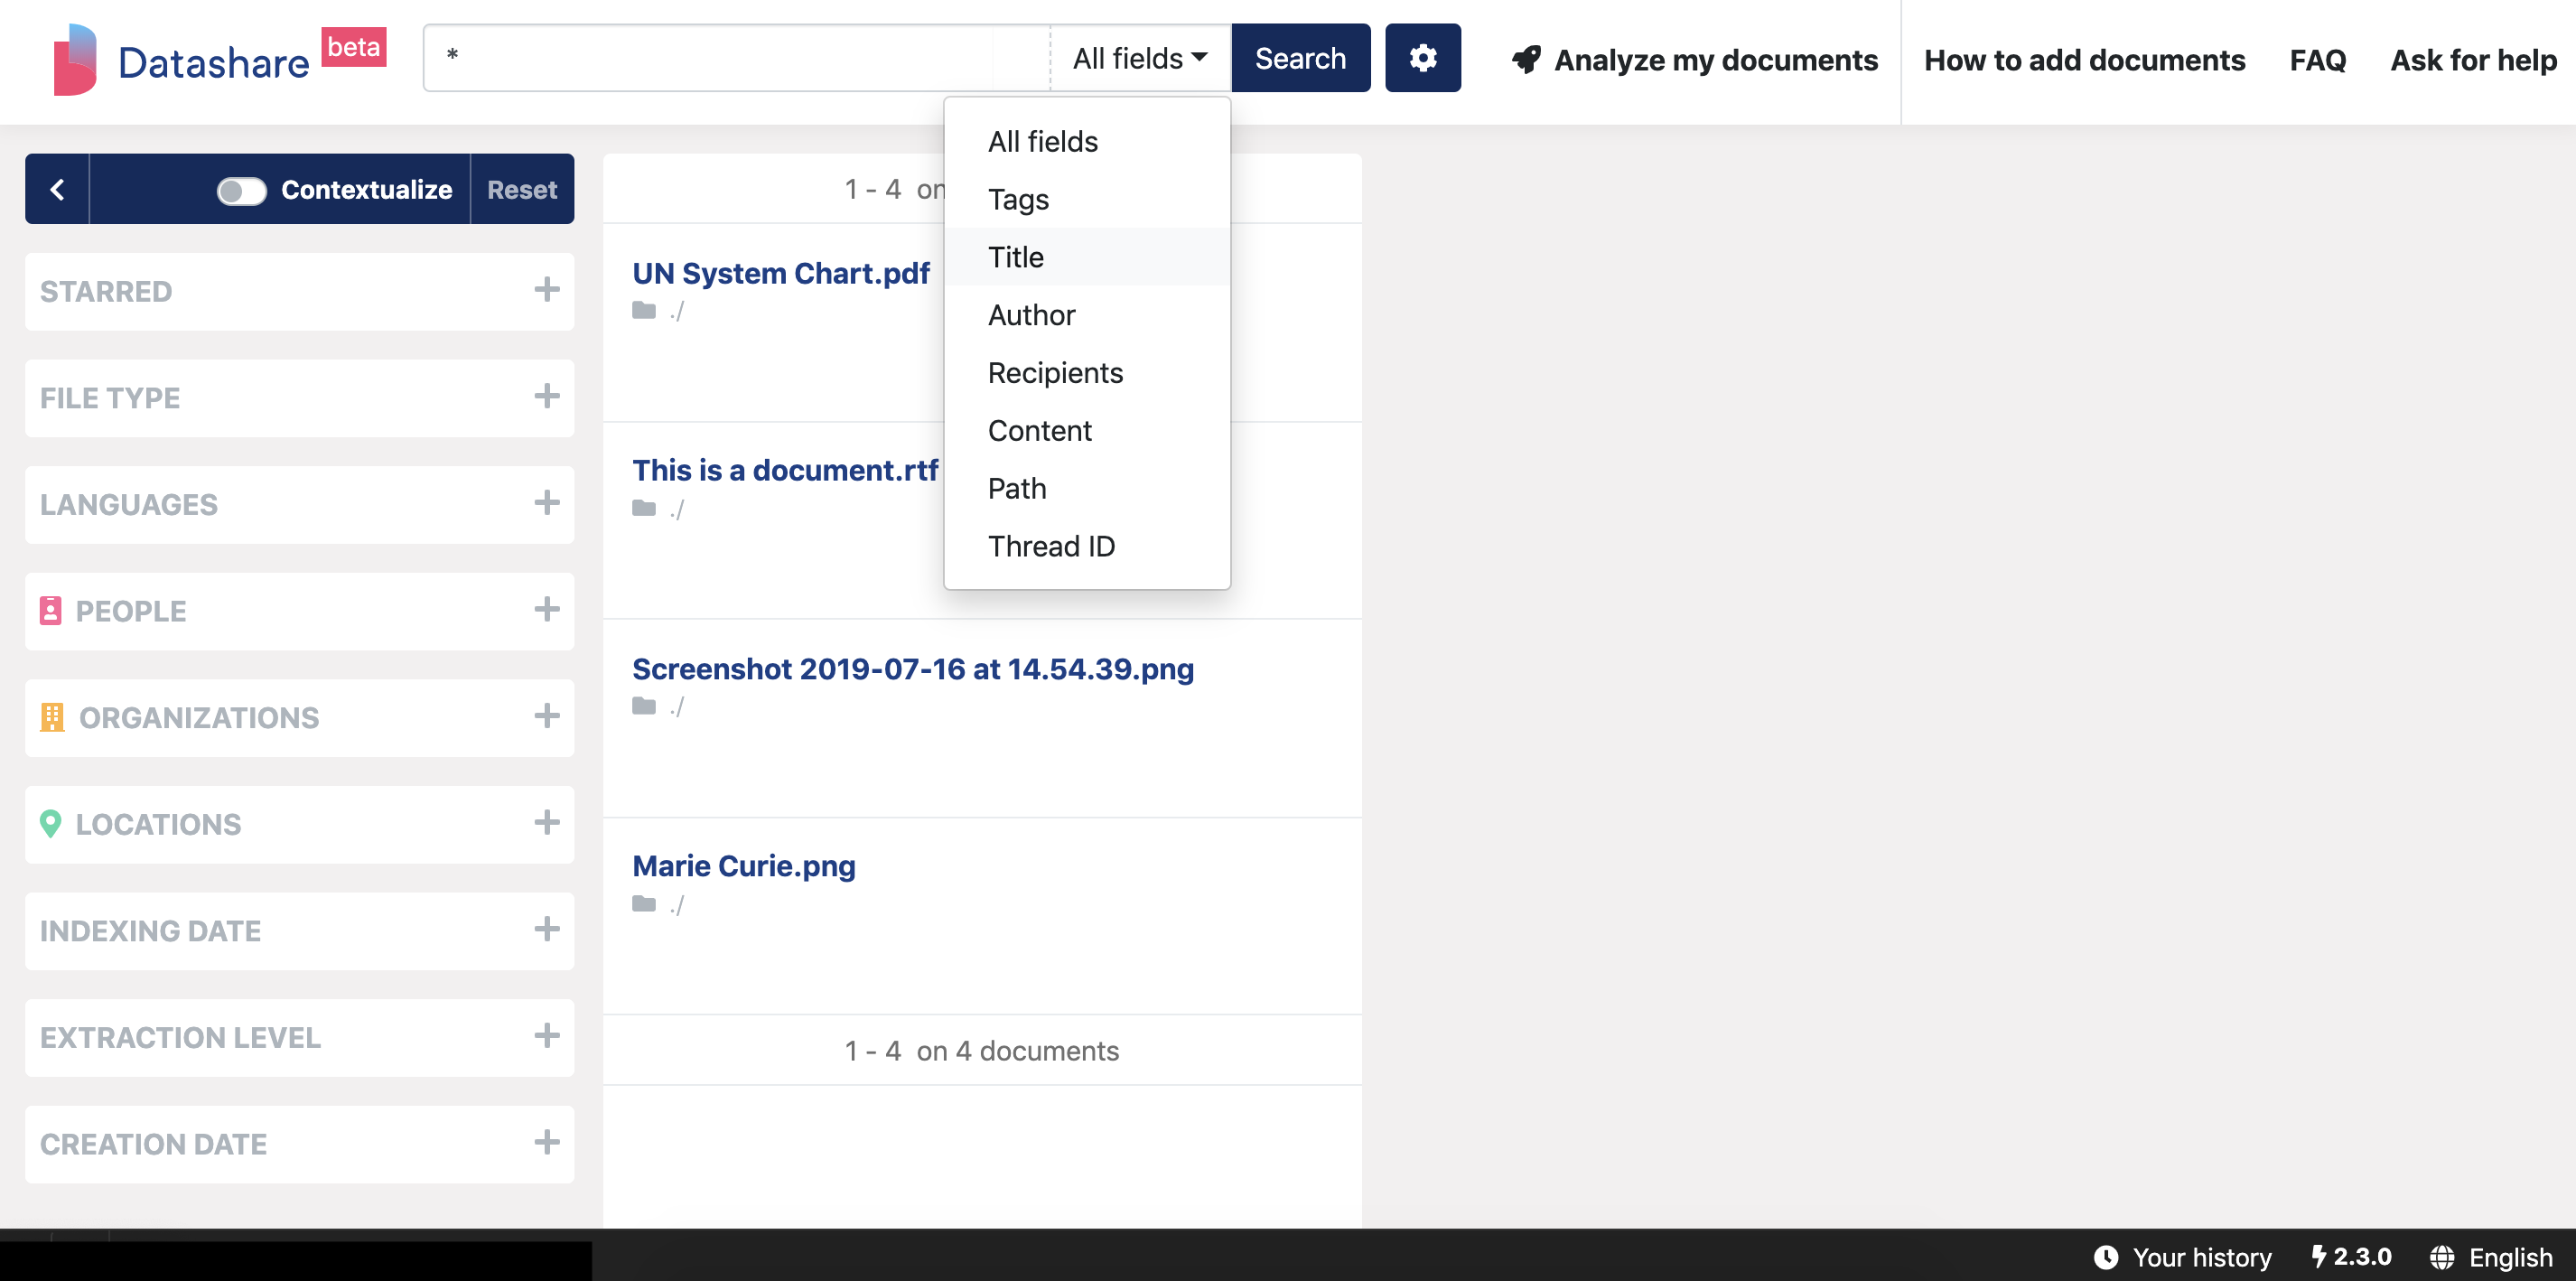 Datashare beta
* All fields Search
Analyze my documents
How to add documents
FAQ
Ask for help
All fields
Tags
Title
Author
Recipients
Content
Path
Thread ID
Contextualize Reset
STARRED
FILE TYPE
LANGUAGES
PEOPLE
ORGANIZATIONS
LOCATIONS
INDEXING DATE
EXTRACTION LEVEL
CREATION DATE
1 - 4 on
UN System Chart.pdf
./
This is a document.rtf
./
Screenshot 2019-07-16 at 14.54.39.png
./
Marie Curie.png
./
1 - 4 on 4 documents
Your history
2.3.0
English